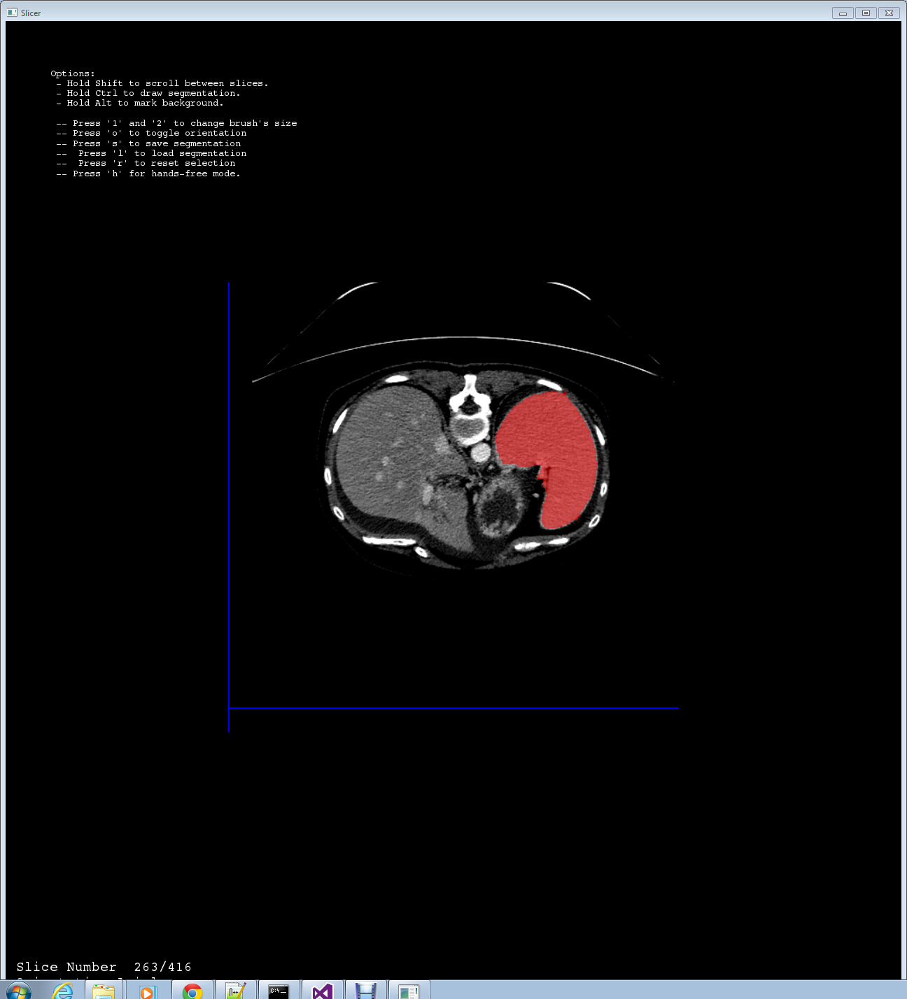 Slicer
Options:
- Hold Shift to scroll between slices.
- Hold Ctrl to draw segmentation.
- Hold Alt to mark background.
-- Press '1' and '2' to change brush's size
-- Press 'o' to toggle orientation
-- Press 's' to save segmentation
--  Press 'l' to load segmentation
--  Press 'r' to reset selection
-- Press 'h' for hands-free mode.
Slice Number  263/416